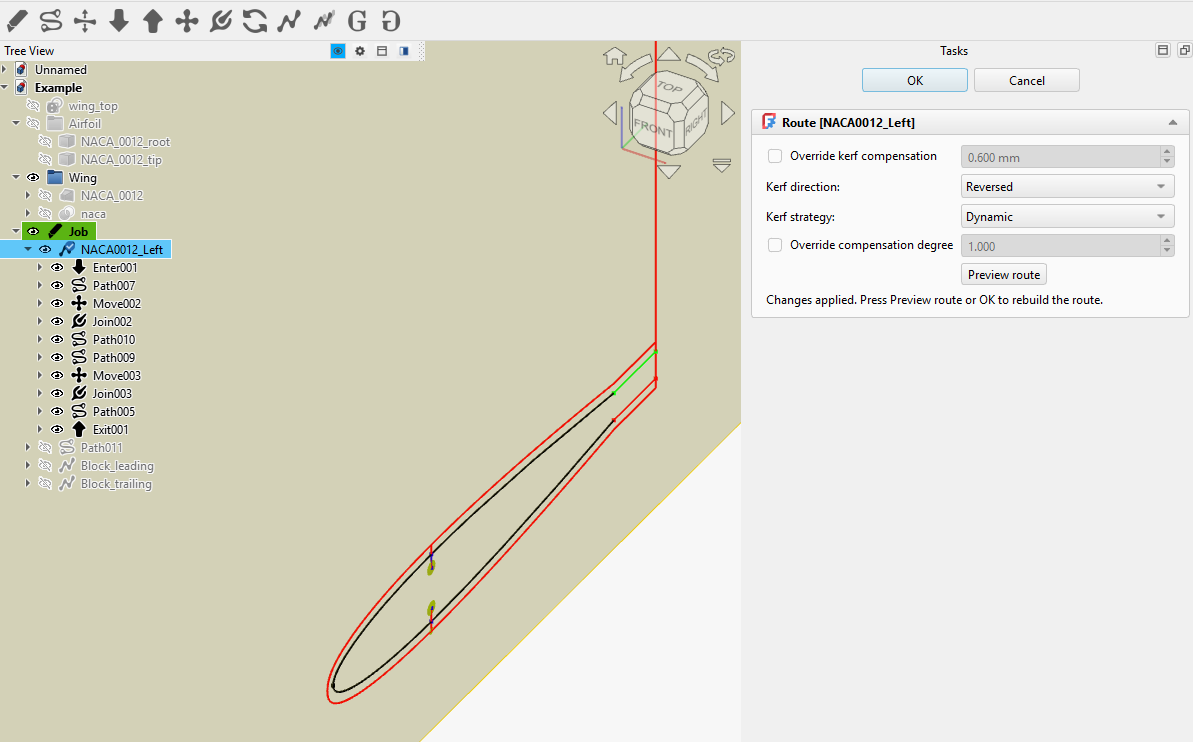 Tree View
Unnamed
Example
wing_top
Airfoil
NACA_0012_root
NACA_0012_tip
Wing
NACA_0012
naca
Job
NACA0012_Left
Enter001
Path007
Move002
Join002
Path010
Path009
Move003
Join003
Path005
Exit001
Path011
Block_leading
Block_trailing
TOP
FRONT
RIGHT
Tasks
OK Cancel
Route [NACA0012_Left]
Override kerf compensation 0.600 mm
Kerf direction: Reversed
Kerf strategy: Dynamic
Override compensation degree 1.000
Preview route
Changes applied. Press Preview route or OK to rebuild the route.